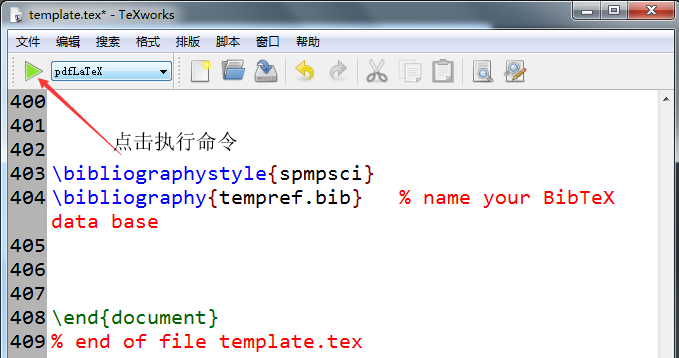 template.tex* - TeXworks
文件 编辑 搜索 格式 排版 脚本 窗口 帮助
pdfLaTeX
400
401
402 点击执行命令
403 \bibliographystyle{spmpsci}
404 \bibliography{tempref.bib} % name your BibTeX
data base
405
406
407
408 \end{document}
409 % end of file template.tex